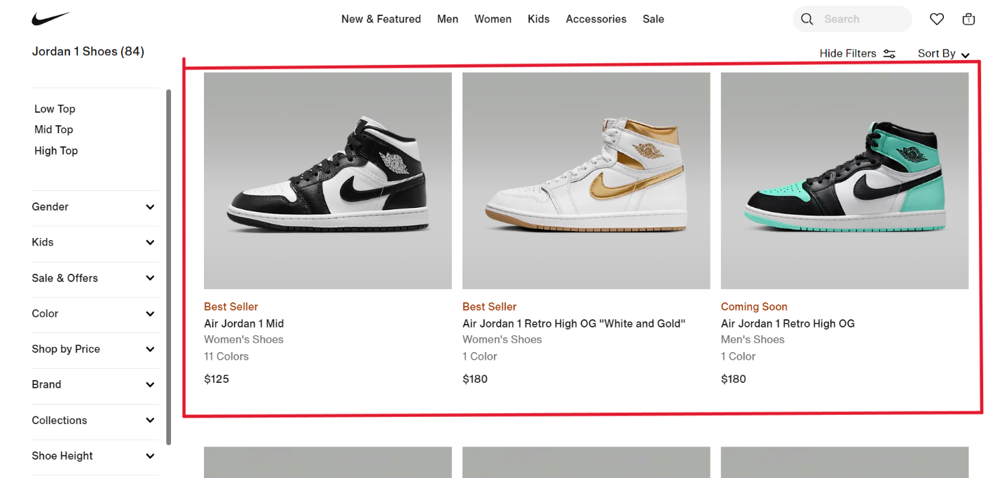 New & Featured Men Women Kids Accessories Sale
Search
1
Jordan 1 Shoes (84)
Hide Filters
Sort By
Low Top
Mid Top
High Top
Gender
Kids
Sale & Offers
Color
Shop by Price
Brand
Collections
Shoe Height
Best Seller
Air Jordan 1 Mid
Women's Shoes
11 Colors
$125
Best Seller
Air Jordan 1 Retro High OG "White and Gold"
Women's Shoes
1 Color
$180
Coming Soon
Air Jordan 1 Retro High OG
Men's Shoes
1 Color
$180